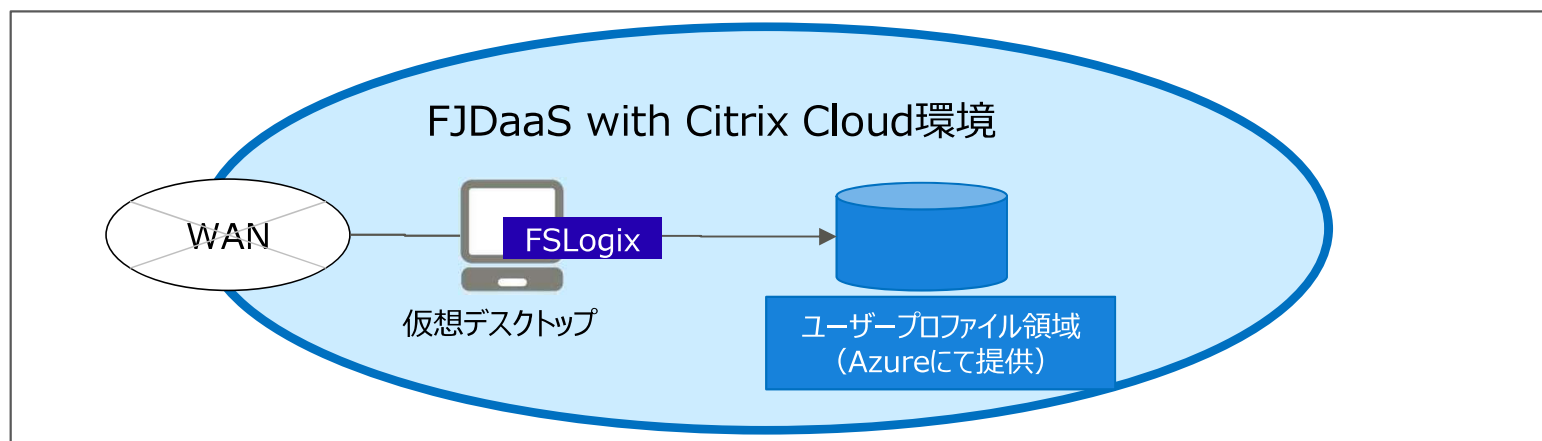 FJDaaS with Citrix Cloud環境
WAN
FSLogix
仮想デスクトップ
ユーザープロファイル領域
（Azureにて提供）